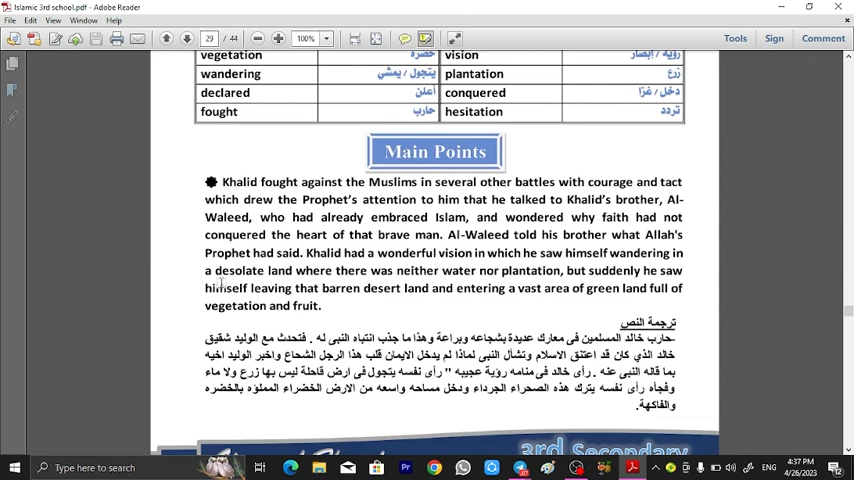 Islamic 3rd school.pdf - Adobe Reader
File Edit View Window Help
29 / 44 100% Tools Sign Comment
vegetation خضرة vision رؤية / إبصار
wandering يتجول / يمشي plantation زرع
declared أعلن conquered دخل / غزا
fought حارب hesitation تردد
Main Points
Khalid fought against the Muslims in several other battles with courage and tact
which drew the Prophet's attention to him that he talked to Khalid's brother, Al-
Waleed, who had already embraced Islam, and wondered why faith had not
conquered the heart of that brave man. Al-Waleed told his brother what Allah's
Prophet had said. Khalid had a wonderful vision in which he saw himself wandering in
a desolate land where there was neither water nor plantation, but suddenly he saw
himself leaving that barren desert land and entering a vast area of green land full of
vegetation and fruit.
ترجمة النص
-حارب خالد المسلمين فى معارك عديدة بشجاعه وبراعة وهذا ما جذب انتباه النبى له . فتحدث مع الوليد شقيق
خالد الذي كان قد اعتنق الاسلام وتشأل النبى لماذا لم يدخل الايمان قلب هذا الرجل الشجاع واخبر الوليد اخيه
بما قاله النبى عنه . رأى خالد فى منامه رؤية عجيبه " رأى نفسه يتجول فى ارض قاحلة ليس بها زرع ولا ماء
وفجأه رأى نفسه يترك هذه الصحراء الجرداء ودخل مساحه واسعه من الارض الخضراء المملؤه بالخضره
والفاكهة.
3rd Secondary
Type here to search
ENG
4:37 PM
4/26/2023
12